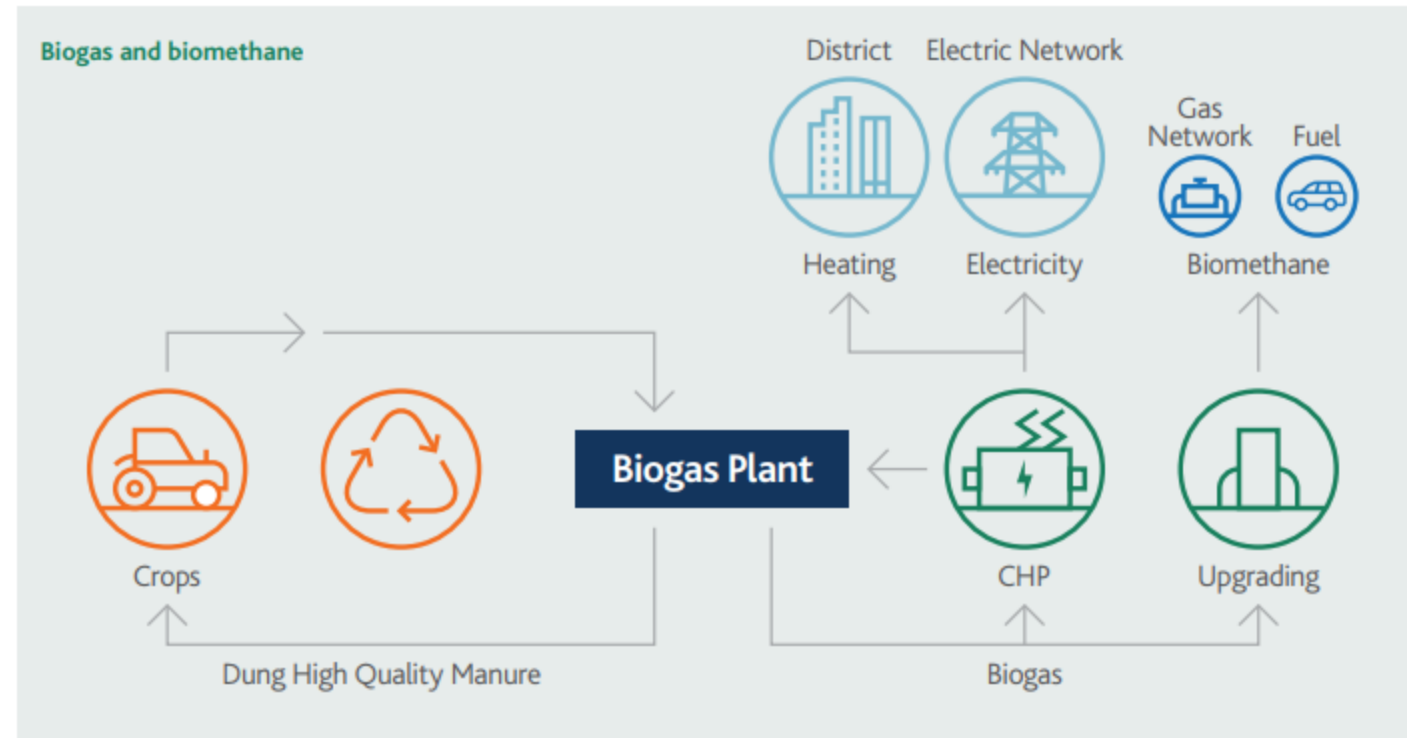 Biogas and biomethane
District
Electric Network
Gas
Network
Fuel
Heating
Electricity
Biomethane
Biogas Plant
Crops
CHP
Upgrading
Dung High Quality Manure
Biogas